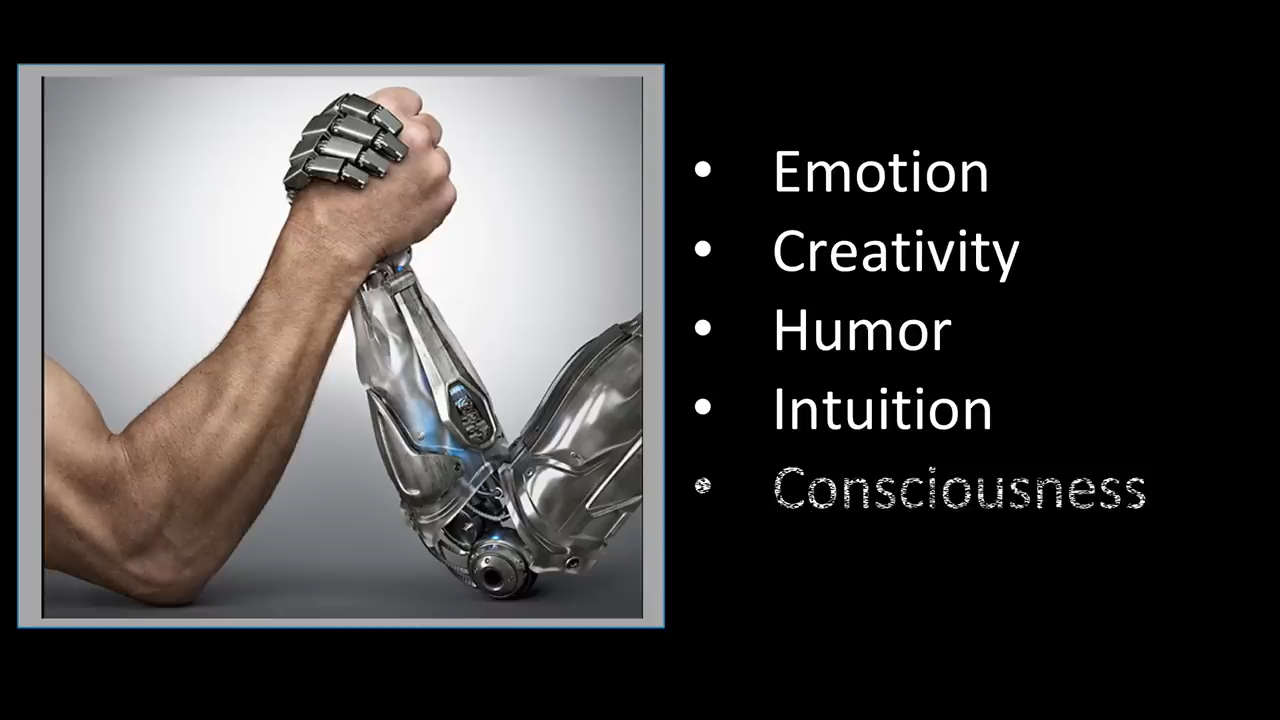 • Emotion
• Creativity
• Humor
• Intuition
• Consciousness